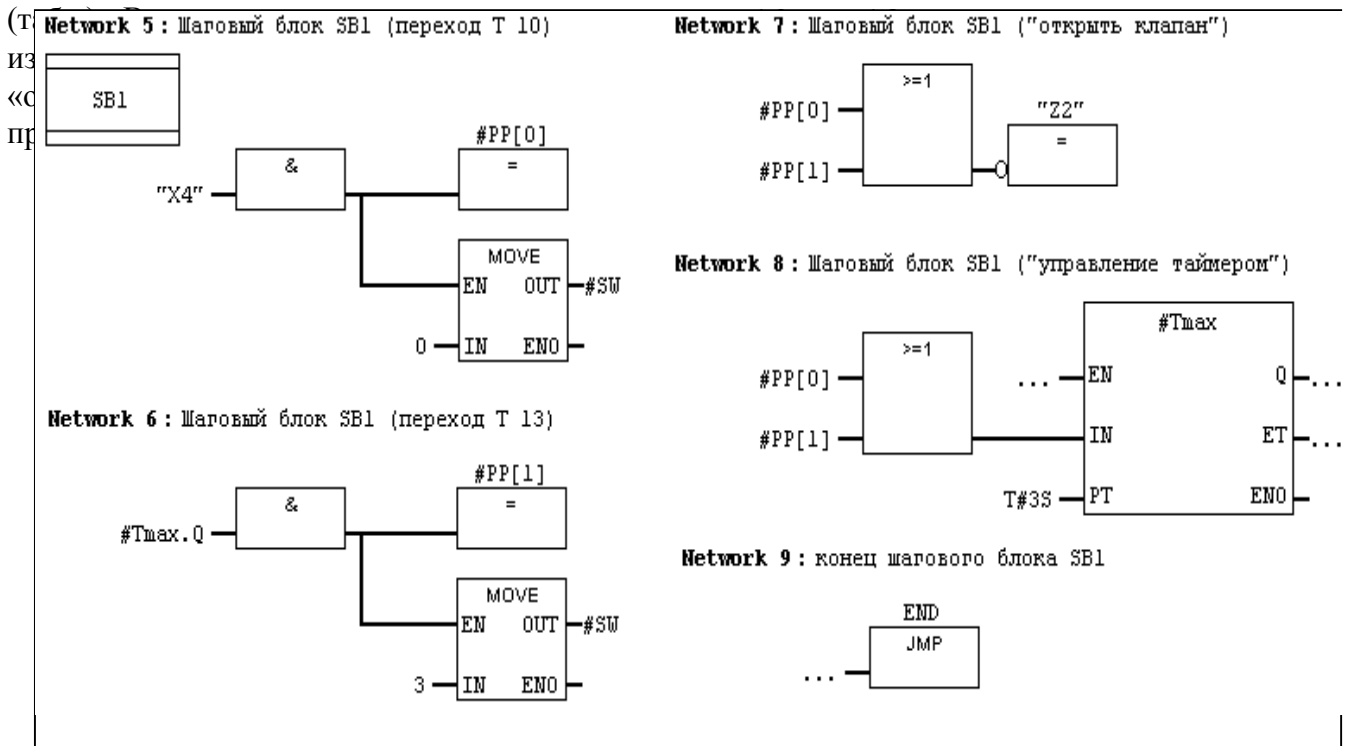 Network 5 : Шаговый блок SB1 (переход T 10)
SB1
#PP[0]
&
=
"X4"
MOVE
EN OUT #SW
0 IN ENO
Network 6 : Шаговый блок SB1 (переход T 13)
#PP[1]
&
=
#Tmax.Q
MOVE
EN OUT #SW
3 IN ENO
Network 7 : Шаговый блок SB1 ("открыть клапан")
>=1
#PP[0]
"Z2"
=
#PP[1]
Network 8 : Шаговый блок SB1 ("управление таймером")
#Tmax
>=1
#PP[0]
... EN Q ...
#PP[1]
IN ET ...
T#3S PT ENO
Network 9 : конец шагового блока SB1
END
JMP
...